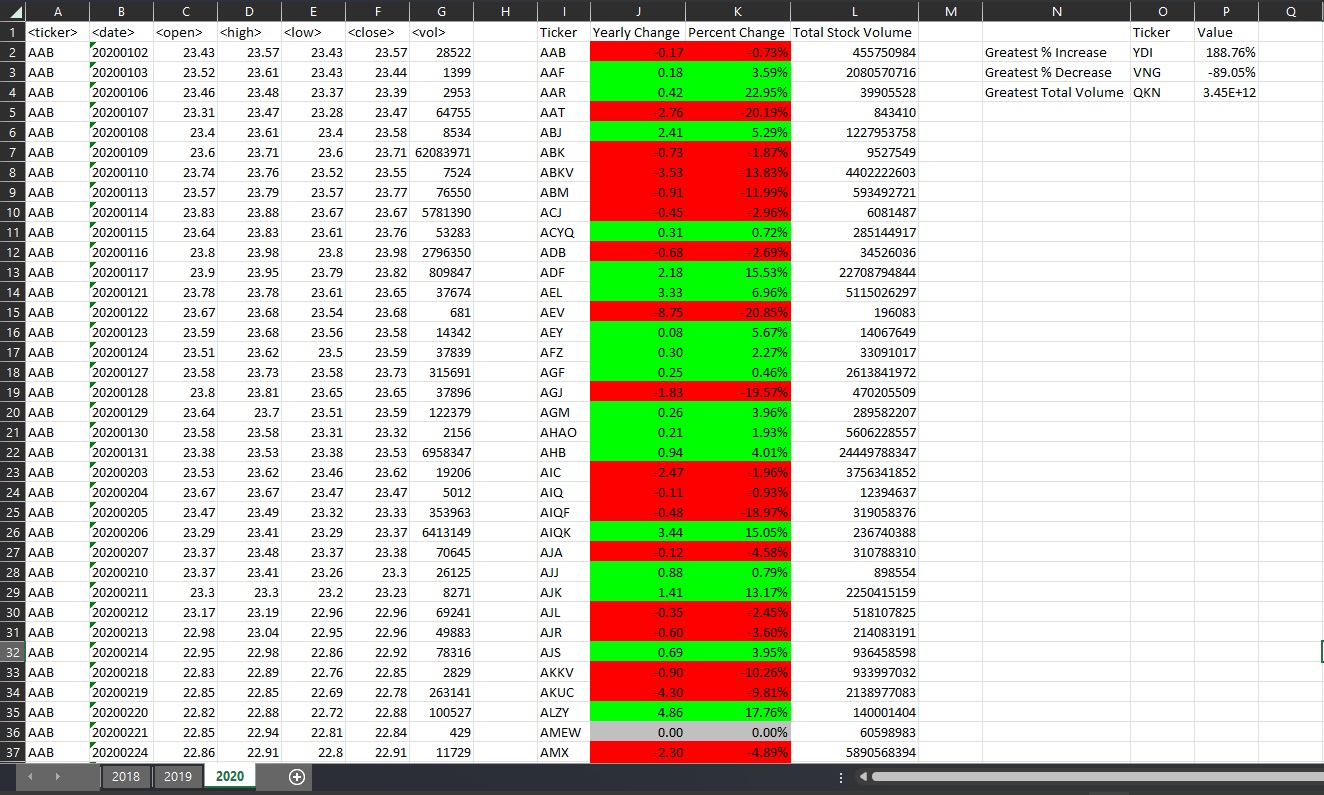 A B C D E F G H I J K L M N O P Q
1 <ticker> <date> <open> <high> <low> <close> <vol> Ticker Yearly Change Percent Change Total Stock Volume Ticker Value
2 AAB 20200102 23.43 23.57 23.43 23.57 28522 AAB -0.17 -0.73% 455750984 Greatest % Increase YDI 188.76%
3 AAB 20200103 23.52 23.61 23.43 23.44 1399 AAF 0.18 3.59% 2080570716 Greatest % Decrease VNG -89.05%
4 AAB 20200106 23.46 23.48 23.37 23.39 2953 AAR 0.42 22.95% 39905528 Greatest Total Volume QKN 3.45E+12
5 AAB 20200107 23.31 23.47 23.28 23.47 64755 AAT -2.76 -20.19% 843410
6 AAB 20200108 23.4 23.61 23.4 23.58 8534 ABJ 2.41 5.29% 1227953758
7 AAB 20200109 23.6 23.71 23.6 23.71 62083971 ABK -0.73 -1.87% 9527549
8 AAB 20200110 23.74 23.76 23.52 23.55 7524 ABKV -3.53 -13.83% 4402222603
9 AAB 20200113 23.57 23.79 23.57 23.77 76550 ABM -0.91 -11.99% 593492721
10 AAB 20200114 23.83 23.88 23.67 23.67 5781390 ACJ -0.45 -2.96% 6081487
11 AAB 20200115 23.64 23.83 23.61 23.76 53283 ACYQ 0.31 0.72% 285144917
12 AAB 20200116 23.8 23.98 23.8 23.98 2796350 ADB -0.68 -2.69% 34526036
13 AAB 20200117 23.9 23.95 23.79 23.82 809847 ADF 2.18 15.53% 22708794844
14 AAB 20200121 23.78 23.78 23.61 23.65 37674 AEL 3.33 6.96% 5115026297
15 AAB 20200122 23.67 23.68 23.54 23.68 681 AEV -8.75 -20.85% 196083
16 AAB 20200123 23.59 23.68 23.56 23.58 14342 AEY 0.08 5.67% 14067649
17 AAB 20200124 23.51 23.62 23.5 23.59 37839 AFZ 0.30 2.27% 33091017
18 AAB 20200127 23.58 23.73 23.58 23.73 315691 AGF 0.25 0.46% 2613841972
19 AAB 20200128 23.8 23.81 23.65 23.65 37896 AGJ -1.83 -19.57% 470205509
20 AAB 20200129 23.64 23.7 23.51 23.59 122379 AGM 0.26 3.96% 289582207
21 AAB 20200130 23.58 23.58 23.31 23.32 2156 AHAO 0.21 1.93% 5606228557
22 AAB 20200131 23.38 23.53 23.38 23.53 6958347 AHB 0.94 4.01% 24449788347
23 AAB 20200203 23.53 23.62 23.46 23.62 19206 AIC -2.47 -1.96% 3756341852
24 AAB 20200204 23.67 23.67 23.47 23.47 5012 AIQ -0.11 -0.93% 12394637
25 AAB 20200205 23.47 23.49 23.32 23.33 353963 AIQF -0.48 -18.97% 319058376
26 AAB 20200206 23.29 23.41 23.29 23.37 6413149 AIQK 3.44 15.05% 236740388
27 AAB 20200207 23.37 23.48 23.37 23.38 70645 AJA -0.12 -4.58% 310788310
28 AAB 20200210 23.37 23.41 23.26 23.3 26125 AJJ 0.88 0.79% 898554
29 AAB 20200211 23.3 23.3 23.2 23.23 8271 AJK 1.41 13.17% 2250415159
30 AAB 20200212 23.17 23.19 22.96 22.96 69241 AJL -0.35 -2.45% 518107825
31 AAB 20200213 22.98 23.04 22.95 22.96 49883 AJR -0.60 -3.60% 214083191
32 AAB 20200214 22.95 22.98 22.86 22.92 78316 AJS 0.69 3.95% 936458598
33 AAB 20200218 22.83 22.89 22.76 22.85 2829 AKKV -0.90 -10.26% 933997032
34 AAB 20200219 22.85 22.85 22.69 22.78 263141 AKUC -4.30 -9.81% 2138977083
35 AAB 20200220 22.82 22.88 22.72 22.88 100527 ALZY 4.86 17.76% 140001404
36 AAB 20200221 22.85 22.94 22.81 22.84 429 AMEW 0.00 0.00% 60598983
37 AAB 20200224 22.86 22.91 22.8 22.91 11729 AMX -2.30 -4.89% 5890568394
2018 2019 2020